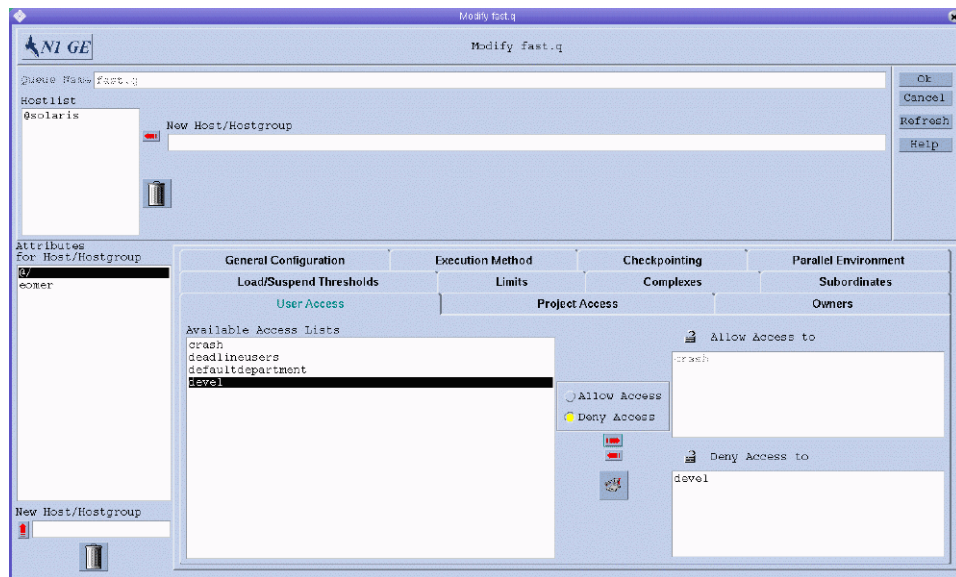 Modify fast.q
N1 GE
Modify fast.q
Queue Name fast.q
Ok
Cancel
Refresh
Help
Hostlist
@solaris
New Host/Hostgroup
Attributes
for Host/Hostgroup
@/
eomer
New Host/Hostgroup
General Configuration
Execution Method
Checkpointing
Parallel Environment
Load/Suspend Thresholds
Limits
Complexes
Subordinates
User Access
Project Access
Owners
Available Access Lists
crash
deadlineusers
defaultdepartment
devel
Allow Access
Deny Access
Allow Access to
crash
Deny Access to
devel